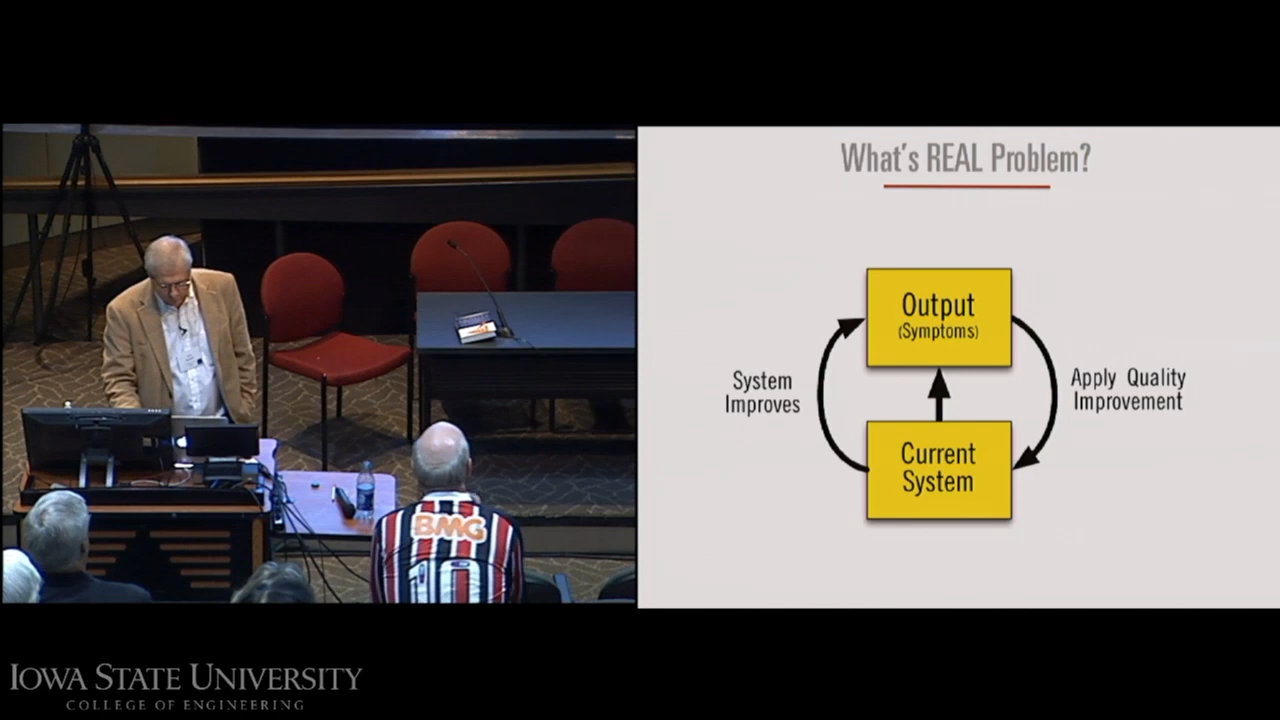 What's REAL Problem?
Output
(Symptoms)
System
Improves
Apply Quality
Improvement
Current
System
BMG
IOWA STATE UNIVERSITY
COLLEGE OF ENGINEERING